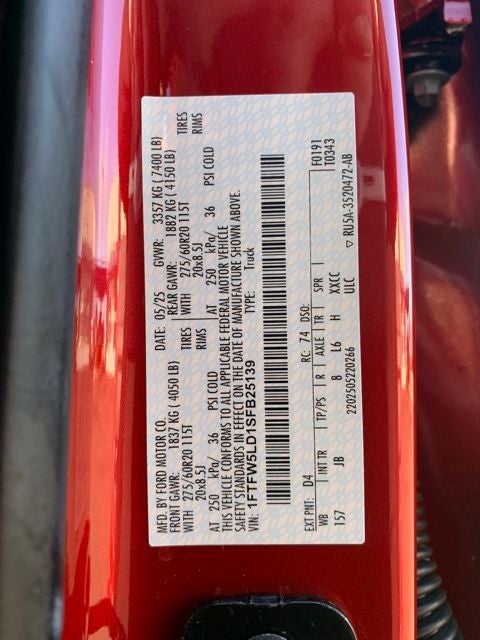 MFD. BY FORD MOTOR CO.
DATE: 05/25 GVWR: 3357 KG ( 7400 LB)
FRONT GAWR: 1837 KG ( 4050 LB) REAR GAWR: 1882 KG ( 4150 LB)
WITH 275/60R20 115T TIRES WITH 275/60R20 115T TIRES
20x8.5J RIMS 20x8.5J RIMS
AT 250 kPa/ 36 PSI COLD AT 250 kPa/ 36 PSI COLD
THIS VEHICLE CONFORMS TO ALL APPLICABLE FEDERAL MOTOR VEHICLE
SAFETY STANDARDS IN EFFECT ON THE DATE OF MANUFACTURE SHOWN ABOVE.
VIN: 1FTFW5LD1SFB25139 TYPE: Truck
F0191
T0343
EXT PNT: D4 RC: 74 DSO:
WB INT TR TP/PS R AXLE TR SPR
157 JB 8 L6 H XXCC
2202505220266 ULC
▽ RU5A-3520472-AB